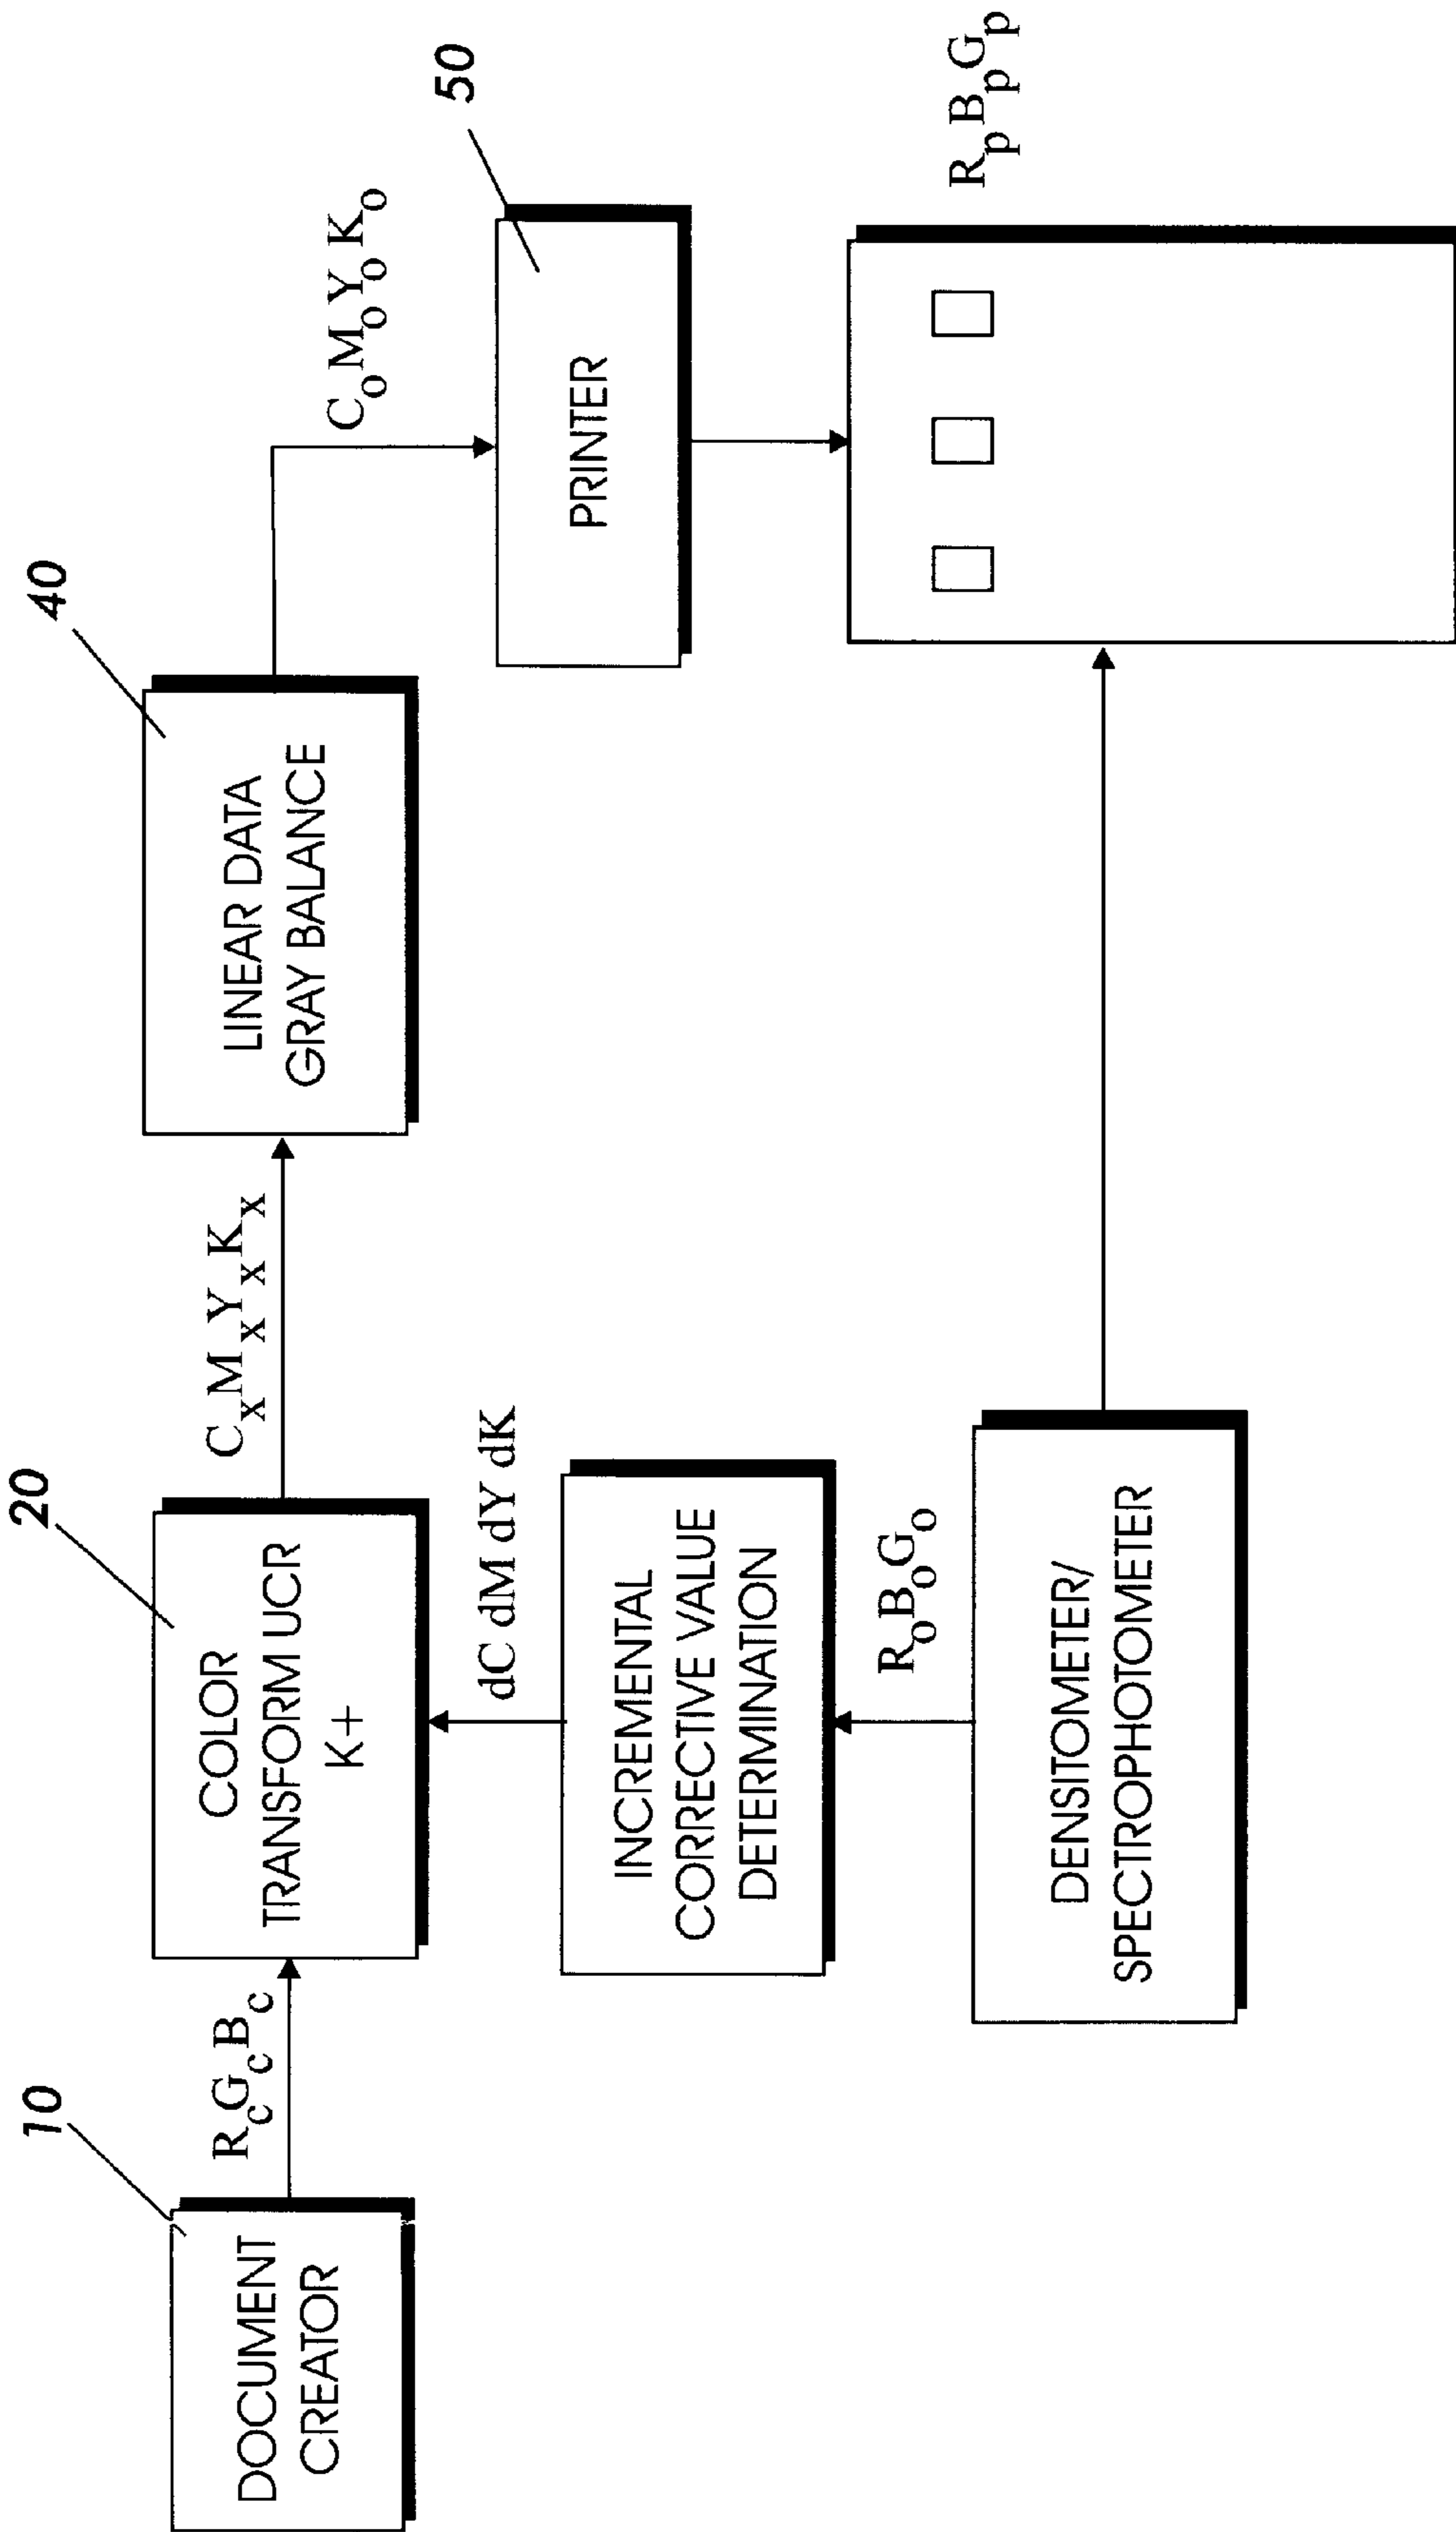 10
DOCUMENT
CREATOR
RcGcBc
20
COLOR
TRANSFORM UCR
K+
CxMxYxKx
40
LINEAR DATA
GRAY BALANCE
CoMoYoKo
50
PRINTER
RpBpGp
dC dM dY dK
INCREMENTAL
CORRECTIVE VALUE
DETERMINATION
RoBoGo
DENSITOMETER/
SPECTROPHOTOMETER